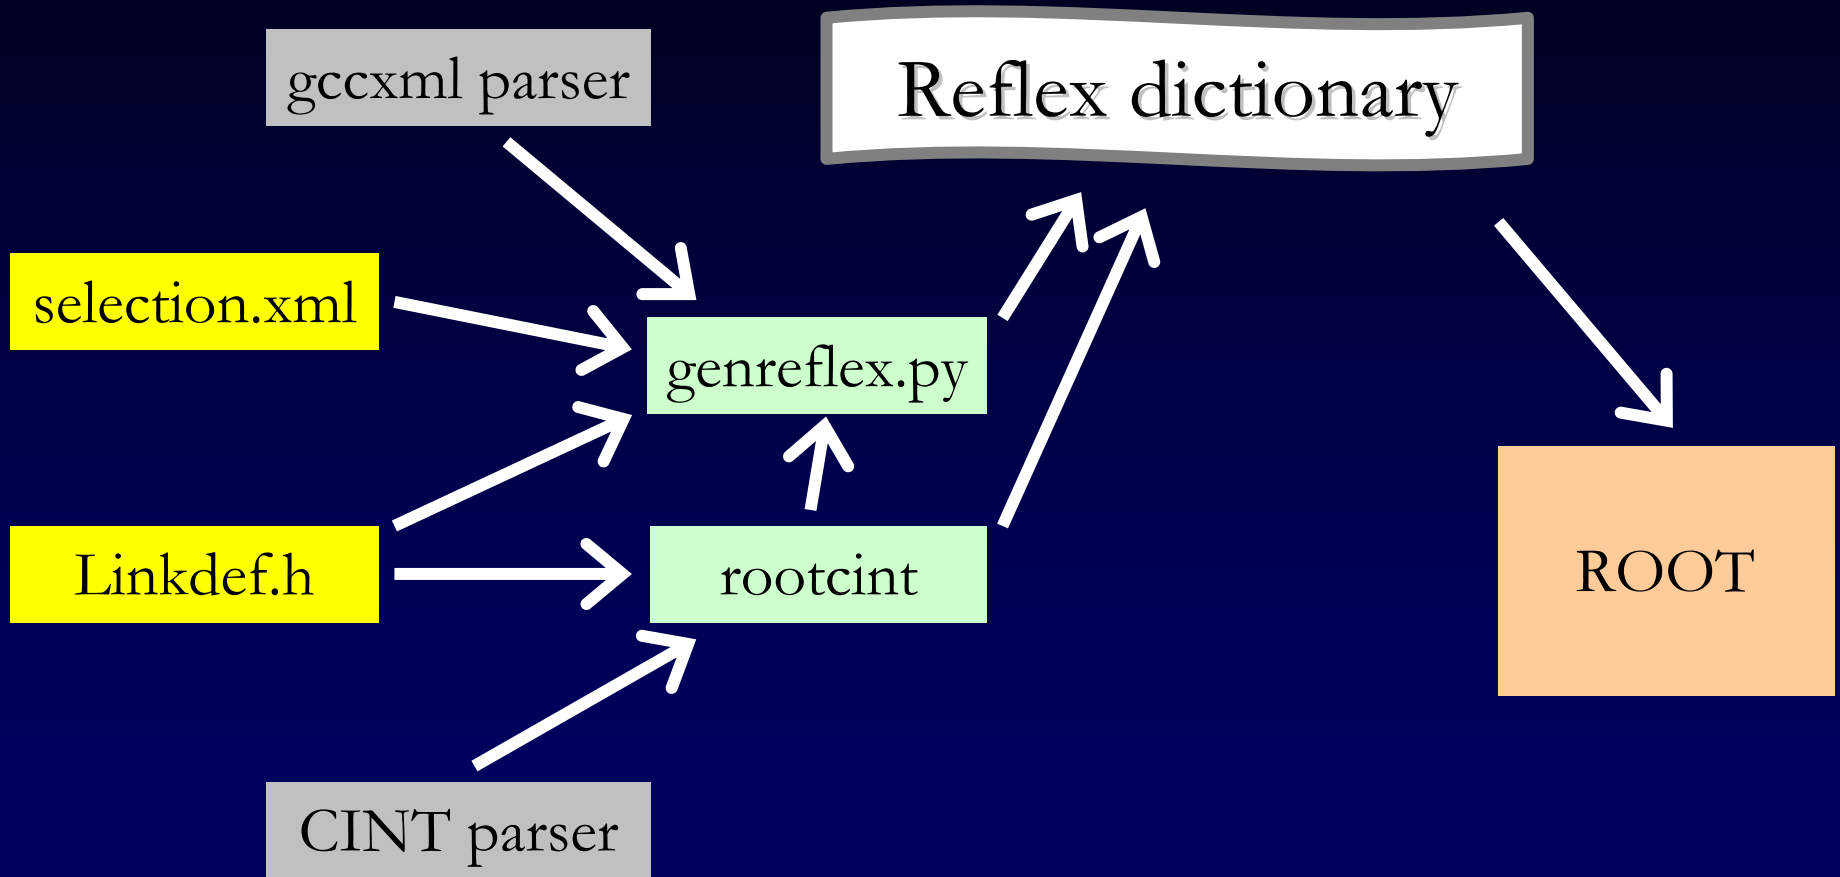 gccxml parser
Reflex dictionary
selection.xml
genreflex.py
Linkdef.h
rootcint
ROOT
CINT parser